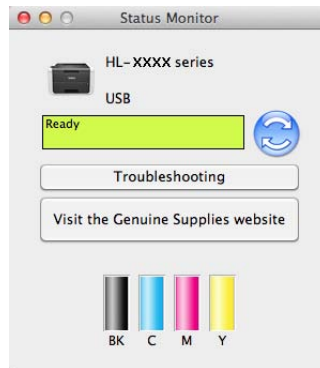 Status Monitor
HL-XXXX series
USB
Ready
Troubleshooting
Visit the Genuine Supplies website
BK C M Y